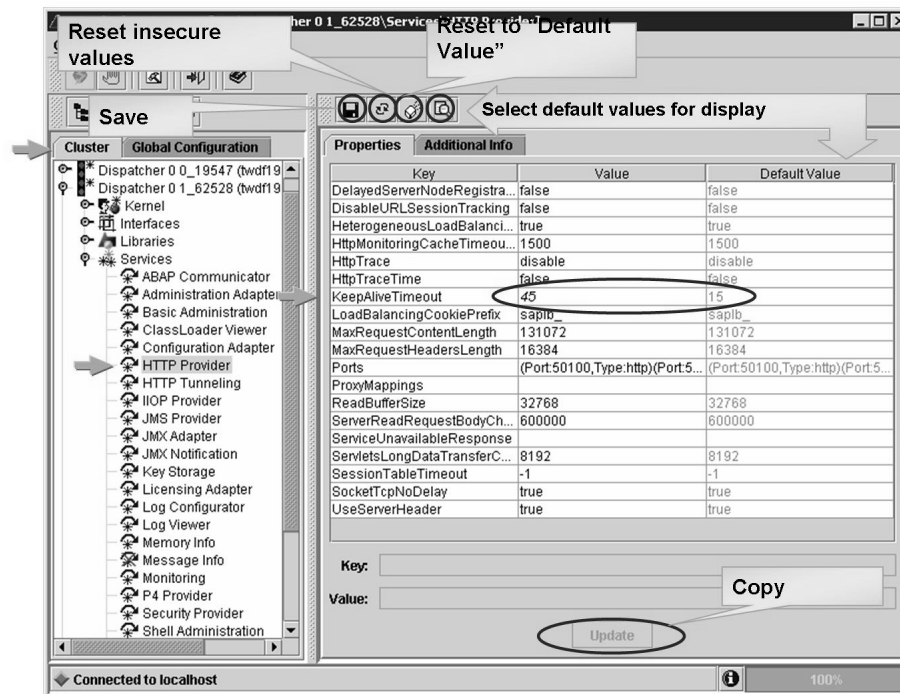 her 0 1_62528\Services\HTTP Provider]
Reset insecure values
Reset to "Default Value"
Save
Select default values for display
Cluster
Global Configuration
Properties
Additional Info
Dispatcher 0 0_19547 (twdf19
Dispatcher 0 1_62528 (twdf19
Kernel
Interfaces
Libraries
Services
ABAP Communicator
Administration Adapter
Basic Administration
ClassLoader Viewer
Configuration Adapter
HTTP Provider
HTTP Tunneling
IIOP Provider
JMS Provider
JMX Adapter
JMX Notification
Key Storage
Licensing Adapter
Log Configurator
Log Viewer
Memory Info
Message Info
Monitoring
P4 Provider
Security Provider
Shell Administration
Key Value Default Value
DelayedServerNodeRegistra... false false
DisableURLSessionTracking false false
HeterogeneousLoadBalanci... true true
HttpMonitoringCacheTimeou... 1500 1500
HttpTrace disable disable
HttpTraceTime false false
KeepAliveTimeout 45 15
LoadBalancingCookiePrefix saplb_ saplb_
MaxRequestContentLength 131072 131072
MaxRequestHeadersLength 16384 16384
Ports (Port:50100,Type:http)(Port:5... (Port:50100,Type:http)(Port:5...
ProxyMappings
ReadBufferSize 32768 32768
ServerReadRequestBodyCh... 600000 600000
ServiceUnavailableResponse
ServletsLongDataTransferC... 8192 8192
SessionTableTimeout -1 -1
SocketTcpNoDelay true true
UseServerHeader true true
Key:
Value:
Copy
Update
Connected to localhost
100%